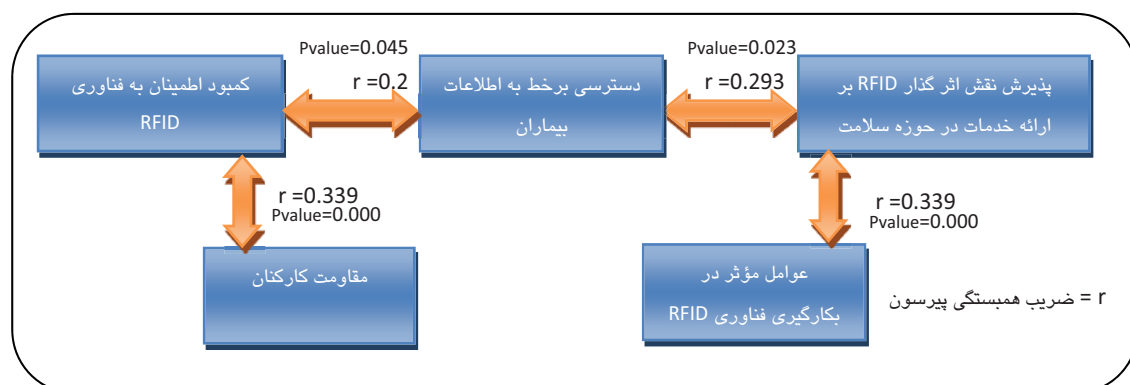 Pvalue=0.023
Pvalue=0.045
پذیرش نقش اثر گذار RFID بر
ارائه خدمات در حوزه سلامت
r =0.293
دسترسی برخط به اطلاعات
بیماران
r =0.2
کمبود اطمینان به فناوری
RFID
r =0.339
Pvalue=0.000
r =0.339
Pvalue=0.000
عوامل مؤثر در
بکارگیری فناوری RFID
مقاومت کارکنان
r = ضریب همبستگی پیرسون